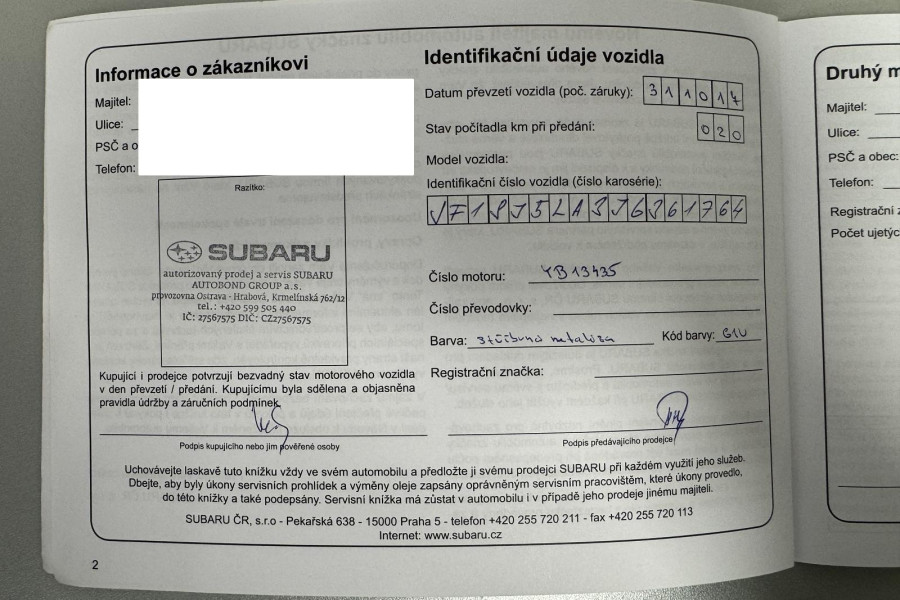 Informace o zákazníkovi
Majitel:
Ulice:
PSČ a o
Telefon:
Razítko:
SUBARU
autorizovaný prodej a servis SUBARU
AUTOBOND GROUP a.s.
provozovna Ostrava - Hrabová, Krmelínská 762/12
tel.: +420 599 505 440
IČ: 27567575 DIČ: CZ27567575
Kupující i prodejce potvrzují bezvadný stav motorového vozidla
v den převzetí / předání. Kupujícímu byla sdělena a objasněna
pravidla údržby a záručních podmínek.
Podpis kupujícího nebo jím pověřené osoby
Identifikační údaje vozidla
Datum převzetí vozidla (poč. záruky): 311017
Stav počítadla km při předání: 020
Model vozidla:
Identifikační číslo vozidla (číslo karosérie):
JF1SJ5LA3JG361764
Číslo motoru: YB13435
Číslo převodovky:
Barva: stříbrná metalíza Kód barvy: G1U
Registrační značka:
Podpis předávajícího prodejce
Uchovávejte laskavě tuto knížku vždy ve svém automobilu a předložte ji svému prodejci SUBARU při každém využití jeho služeb.
Dbejte, aby byly úkony servisních prohlídek a výměny oleje zapsány oprávněným servisním pracovištěm, které úkony provedlo,
do této knížky a také podepsány. Servisní knížka má zůstat v automobilu i v případě jeho prodeje jinému majiteli.
SUBARU ČR, s.r.o - Pekařská 638 - 15000 Praha 5 - telefon +420 255 720 211 - fax +420 255 720 113
Internet: www.subaru.cz
2
Druhý m
Majitel:
Ulice:
PSČ a obec:
Telefon:
Registrační z
Počet ujetýc